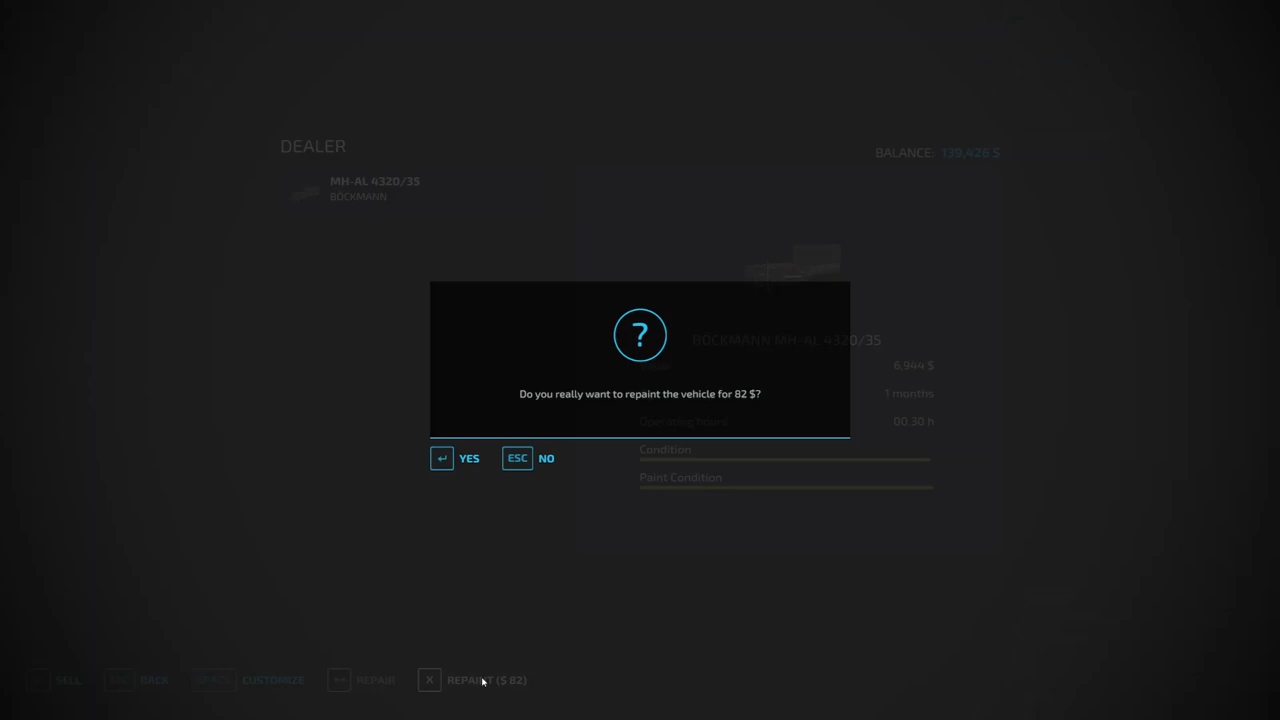 DEALER
BALANCE: 139,426 $
MH-AL 4320/35
BÖCKMANN
?
BÖCKMANN MH-AL 4320/35
6,944 $
Do you really want to repaint the vehicle for 82 $?
1 months
Operating hours
00:30 h
Condition
YES
ESC NO
Paint Condition
SELL
BACK
CUSTOMIZE
REPAIR
X REPAINT ($ 82)